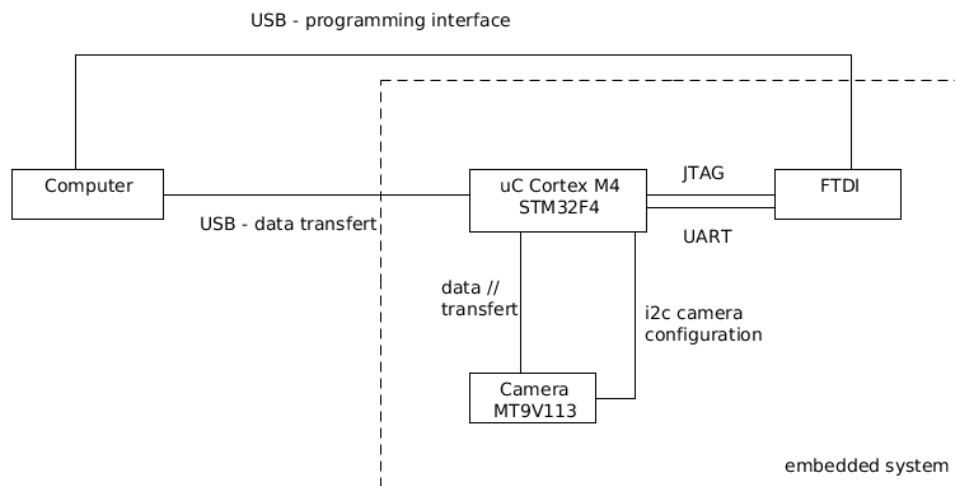 USB - programming interface
Computer
uC Cortex M4
STM32F4
JTAG
FTDI
USB - data transfert
UART
data //
transfert
i2c camera
configuration
Camera
MT9V113
embedded system